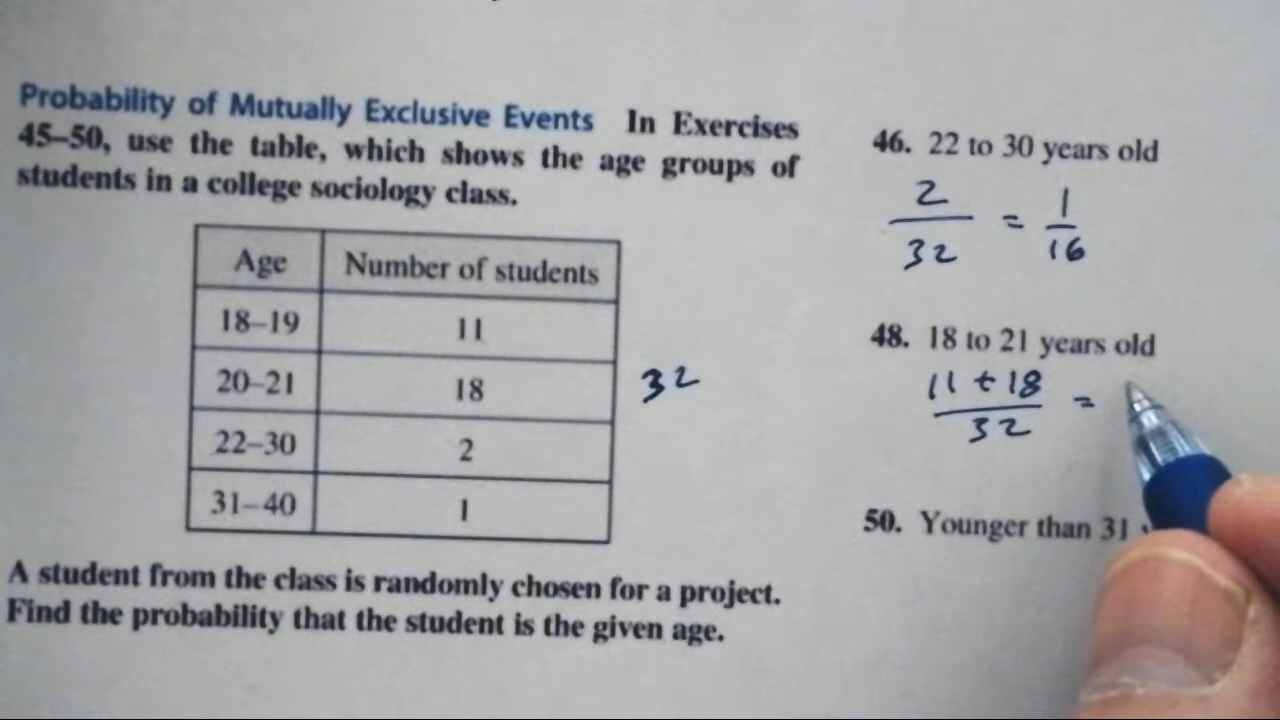 Probability of Mutually Exclusive Events In Exercises
45–50, use the table, which shows the age groups of
students in a college sociology class.
Age Number of students
18–19 11
20–21 18
22–30 2
31–40 1
32
A student from the class is randomly chosen for a project.
Find the probability that the student is the given age.
46. 22 to 30 years old
2 1
— = —
32 16
48. 18 to 21 years old
11 + 18
— =
32
50. Younger than 31